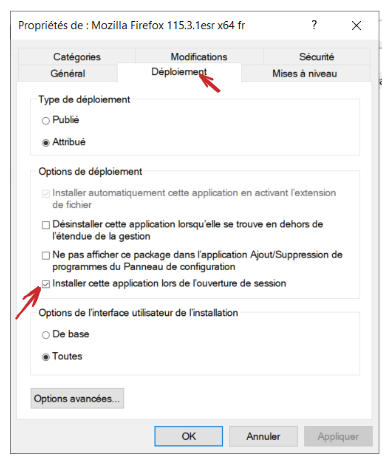 Propriétés de : Mozilla Firefox 115.3.1esr x64 fr
Catégories Modifications Sécurité
Général Déploiement Mises à niveau
Type de déploiement
Publié
Attribué
Options de déploiement
Installer automatiquement cette application en activant l'extension
de fichier
Désinstaller cette application lorsqu'elle se trouve en dehors de
l'étendue de la gestion
Ne pas afficher ce package dans l'application Ajout/Suppression de
programmes du Panneau de configuration
Installer cette application lors de l'ouverture de session
Options de l'interface utilisateur de l'installation
De base
Toutes
Options avancées...
OK Annuler Appliquer